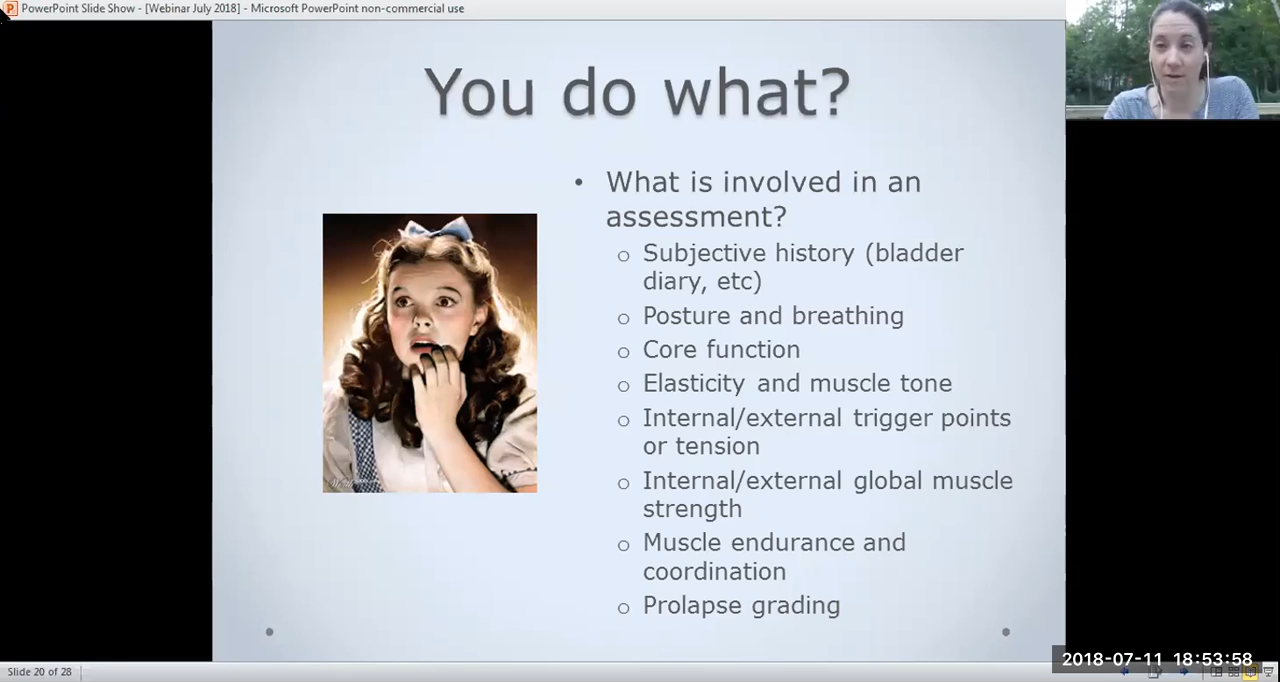 PowerPoint Slide Show - [Webinar July 2018] - Microsoft PowerPoint non-commercial use
You do what?
• What is involved in an
assessment?
o Subjective history (bladder
diary, etc)
o Posture and breathing
o Core function
o Elasticity and muscle tone
o Internal/external trigger points
or tension
o Internal/external global muscle
strength
o Muscle endurance and
coordination
o Prolapse grading
Slide 20 of 28
2018-07-11 18:53:58